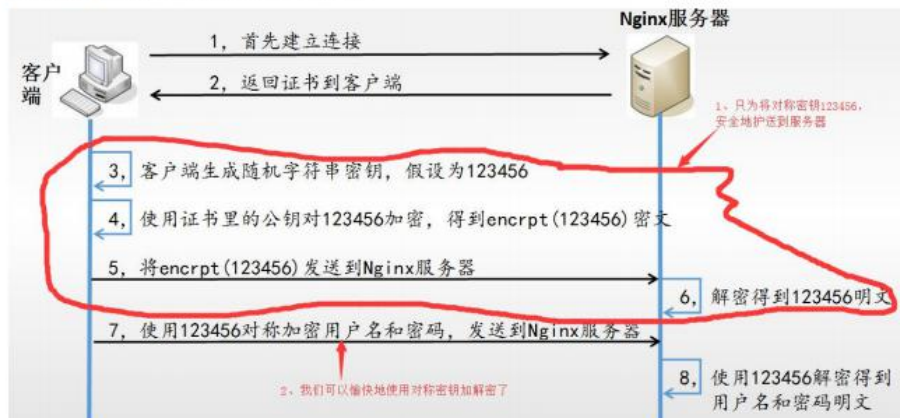 Nginx服务器
1, 首先建立连接
客户
端
2, 返回证书到客户端
1、只为将对称密钥123456,
安全地护送到服务器
3, 客户端生成随机字符串密钥, 假设为123456
4, 使用证书里的公钥对123456加密, 得到encrpt(123456)密文
5, 将encrpt(123456)发送到Nginx服务器
6, 解密得到123456明文
7, 使用123456对称加密用户名和密码, 发送到Nginx服务器
2、我们可以愉快地使用对称密钥加解密了
8, 使用123456解密得到
用户名和密码明文